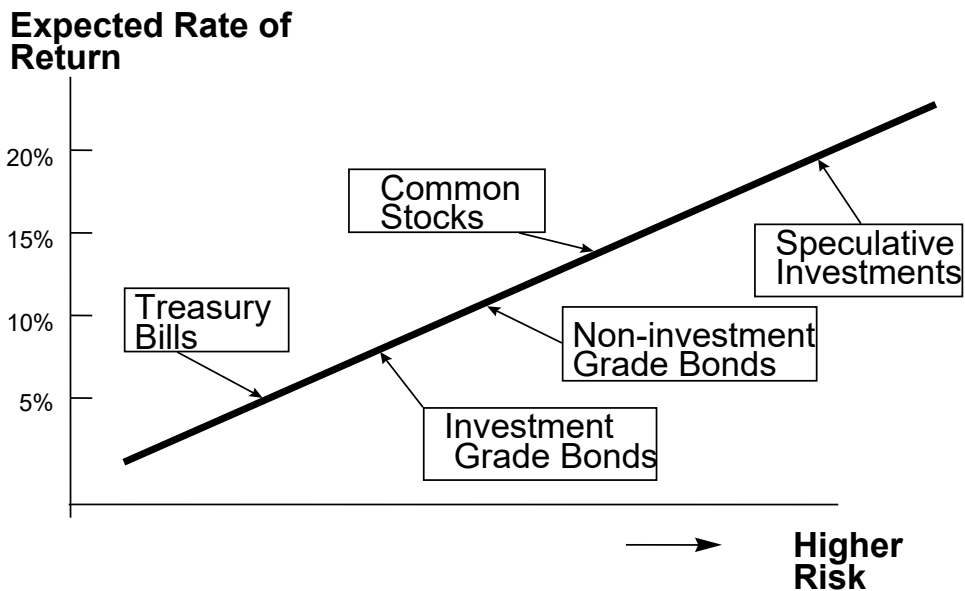 Expected Rate of
Return
20%
Common
Stocks
15%
Speculative
Investments
Treasury
Bills
10%
Non-investment
Grade Bonds
5%
Investment
Grade Bonds
Higher
Risk